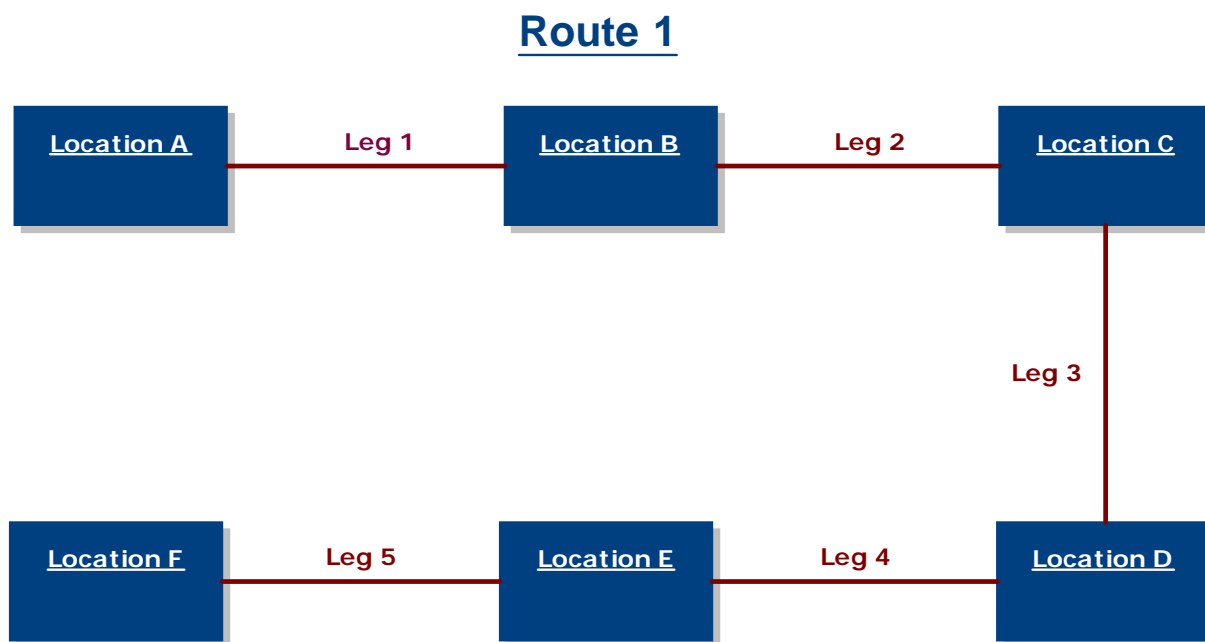 Route 1
Location A
Leg 1
Location B
Leg 2
Location C
Leg 3
Location F
Leg 5
Location E
Leg 4
Location D